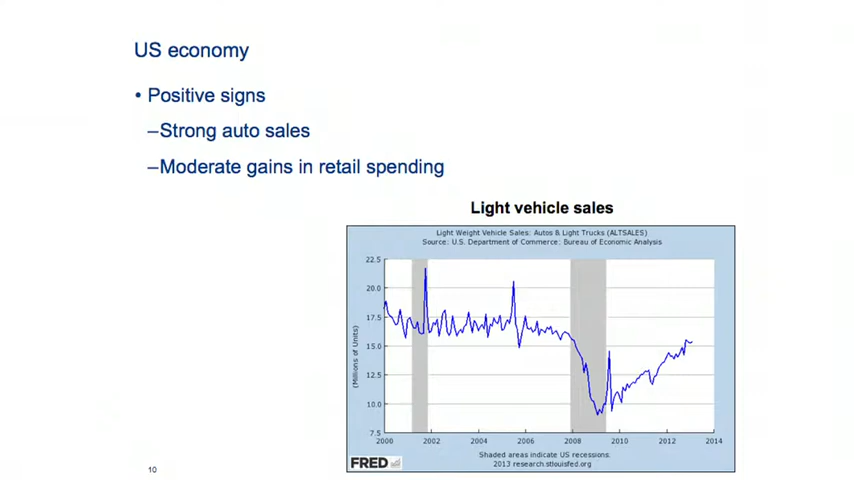 US economy
• Positive signs
–Strong auto sales
–Moderate gains in retail spending
Light vehicle sales
Light Weight Vehicle Sales: Autos & Light Trucks (ALTSALES)
Source: U.S. Department of Commerce: Bureau of Economic Analysis
22.5
20.0
17.5
15.0
12.5
10.0
7.5
(Millions of Units)
2000 2002 2004 2006 2008 2010 2012 2014
Shaded areas indicate US recessions.
2013 research.stlouisfed.org
FRED
10